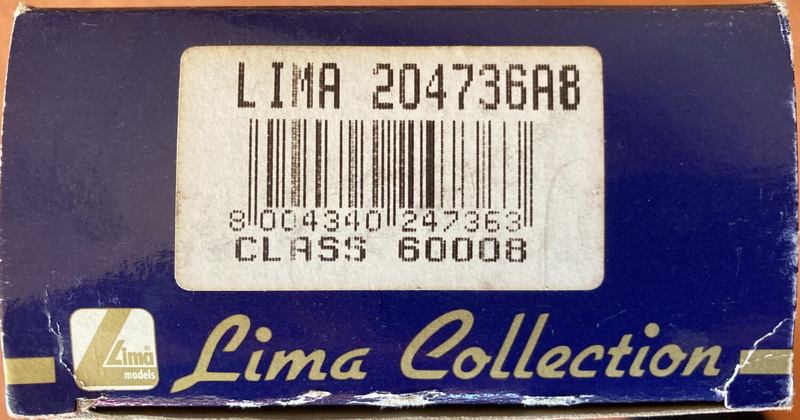 LIMA 204736A8
8 004340 247363
CLASS 60008
Lima
models
Lima Collection